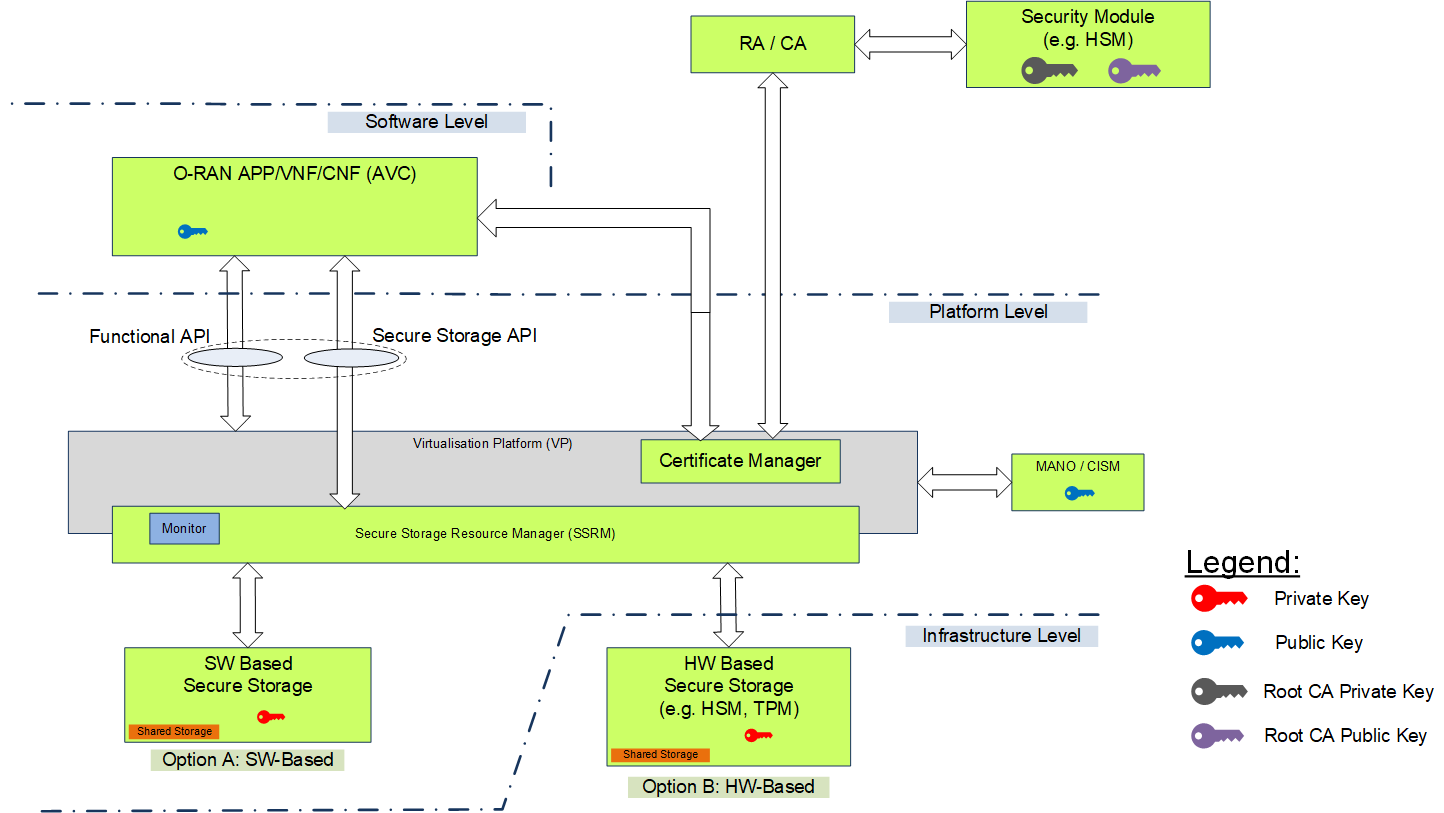 Security Module
(e.g. HSM)
RA / CA
Software Level
O-RAN APP/VNF/CNF (AVC)
Platform Level
Functional API
Secure Storage API
Virtualisation Platform (VP)
Certificate Manager
MANO / CISM
Monitor
Secure Storage Resource Manager (SSRM)
Infrastructure Level
SW Based
Secure Storage
Shared Storage
Option A: SW-Based
HW Based
Secure Storage
(e.g. HSM, TPM)
Shared Storage
Option B: HW-Based
Legend:
Private Key
Public Key
Root CA Private Key
Root CA Public Key